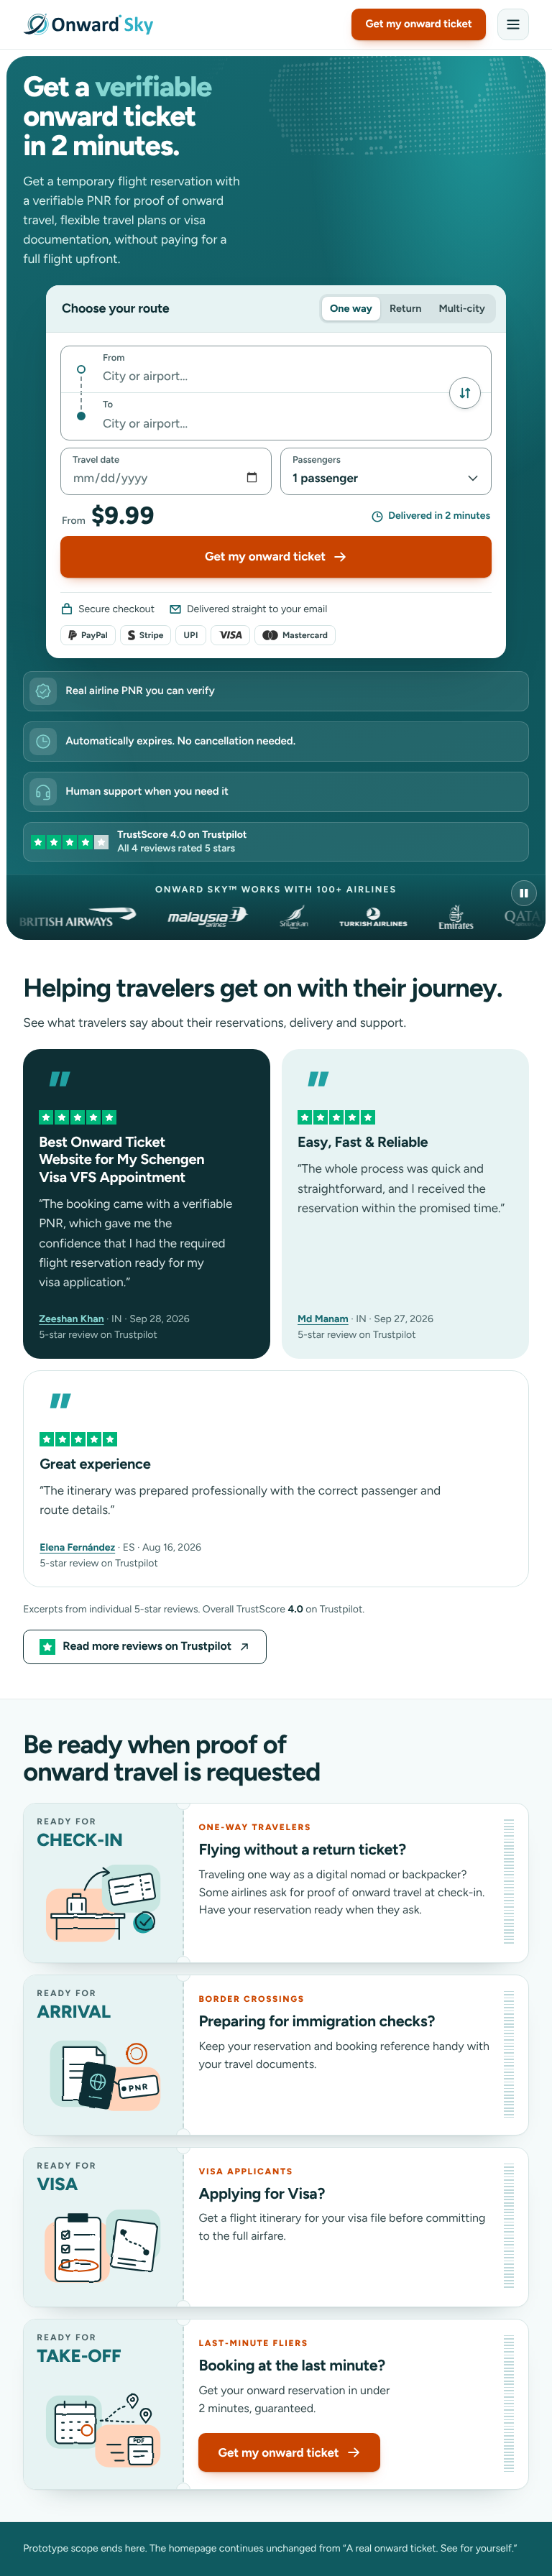 Onward Sky
Get my onward ticket
Get a verifiable
onward ticket
in 2 minutes.
Get a temporary flight reservation with
a verifiable PNR for proof of onward
travel, flexible travel plans or visa
documentation, without paying for a
full flight upfront.
Choose your route
One way Return Multi-city
From
City or airport...
To
City or airport...
Travel date
mm/dd/yyyy
Passengers
1 passenger
From $9.99
Delivered in 2 minutes
Get my onward ticket →
Secure checkout Delivered straight to your email
PayPal Stripe UPI VISA Mastercard
Real airline PNR you can verify
Automatically expires. No cancellation needed.
Human support when you need it
TrustScore 4.0 on Trustpilot
All 4 reviews rated 5 stars
ONWARD SKY™ WORKS WITH 100+ AIRLINES
BRITISH AIRWAYS malaysia airlines SriLankan TURKISH AIRLINES Emirates QATA
Helping travelers get on with their journey.
See what travelers say about their reservations, delivery and support.
"
Best Onward Ticket
Website for My Schengen
Visa VFS Appointment
“The booking came with a verifiable
PNR, which gave me the
confidence that I had the required
flight reservation ready for my
visa application.”
Zeeshan Khan · IN · Sep 28, 2026
5-star review on Trustpilot
"
Easy, Fast & Reliable
“The whole process was quick and
straightforward, and I received the
reservation within the promised time.”
Md Manam · IN · Sep 27, 2026
5-star review on Trustpilot
"
Great experience
“The itinerary was prepared professionally with the correct passenger and
route details.”
Elena Fernández · ES · Aug 16, 2026
5-star review on Trustpilot
Excerpts from individual 5-star reviews. Overall TrustScore 4.0 on Trustpilot.
Read more reviews on Trustpilot ↗
Be ready when proof of
onward travel is requested
READY FOR
CHECK-IN
ONE-WAY TRAVELERS
Flying without a return ticket?
Traveling one way as a digital nomad or backpacker?
Some airlines ask for proof of onward travel at check-in.
Have your reservation ready when they ask.
READY FOR
ARRIVAL
PNR
BORDER CROSSINGS
Preparing for immigration checks?
Keep your reservation and booking reference handy with
your travel documents.
READY FOR
VISA
VISA APPLICANTS
Applying for Visa?
Get a flight itinerary for your visa file before committing
to the full airfare.
READY FOR
TAKE-OFF
PDF
LAST-MINUTE FLIERS
Booking at the last minute?
Get your onward reservation in under
2 minutes, guaranteed.
Get my onward ticket →
Prototype scope ends here. The homepage continues unchanged from “A real onward ticket. See for yourself.”